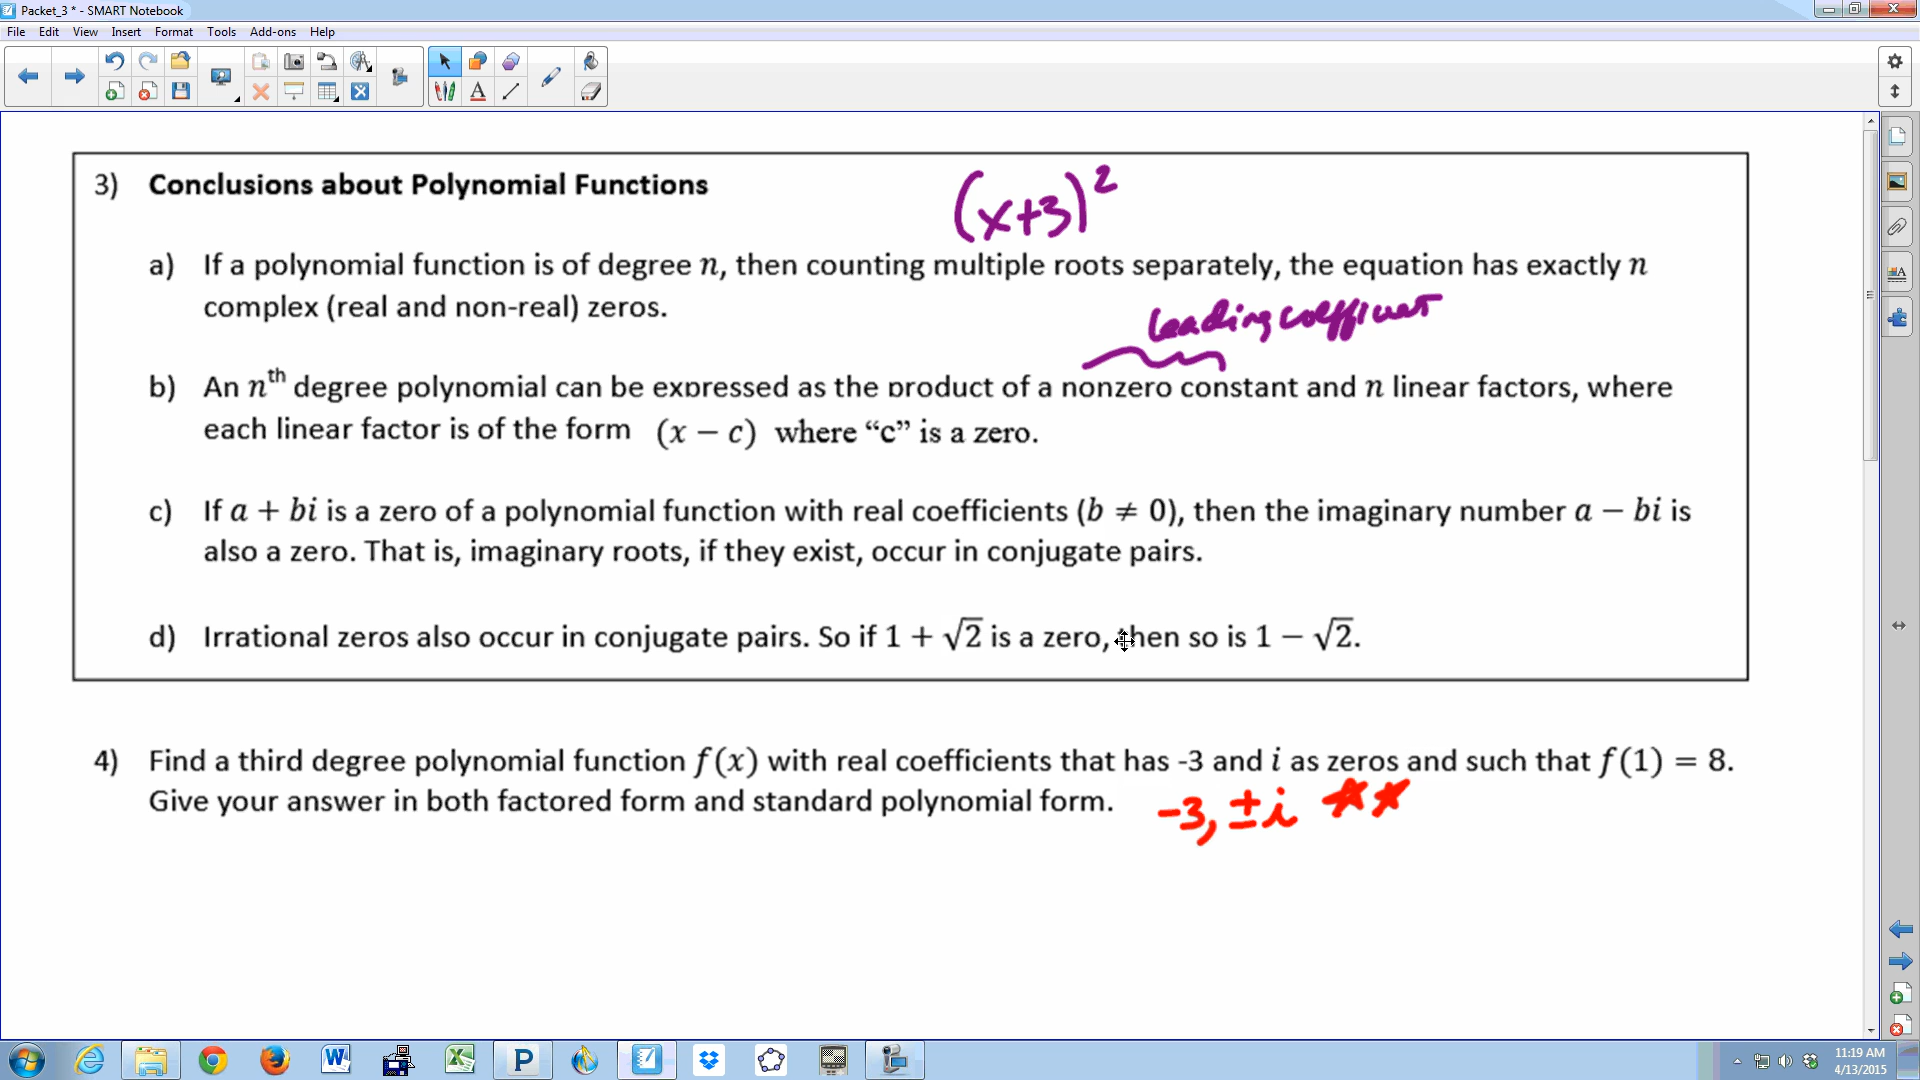 Packet_3 * - SMART Notebook
File Edit View Insert Format Tools Add-ons Help
3) Conclusions about Polynomial Functions
(x+3)²
a) If a polynomial function is of degree n, then counting multiple roots separately, the equation has exactly n
complex (real and non-real) zeros.
leading coefficient
b) An nᵗʰ degree polynomial can be expressed as the product of a nonzero constant and n linear factors, where
each linear factor is of the form (x − c) where “c” is a zero.
c) If a + bi is a zero of a polynomial function with real coefficients (b ≠ 0), then the imaginary number a − bi is
also a zero. That is, imaginary roots, if they exist, occur in conjugate pairs.
d) Irrational zeros also occur in conjugate pairs. So if 1 + √2 is a zero, then so is 1 − √2.
4) Find a third degree polynomial function f(x) with real coefficients that has -3 and i as zeros and such that f(1) = 8.
Give your answer in both factored form and standard polynomial form.
-3, ±i ★★
11:19 AM
4/13/2015